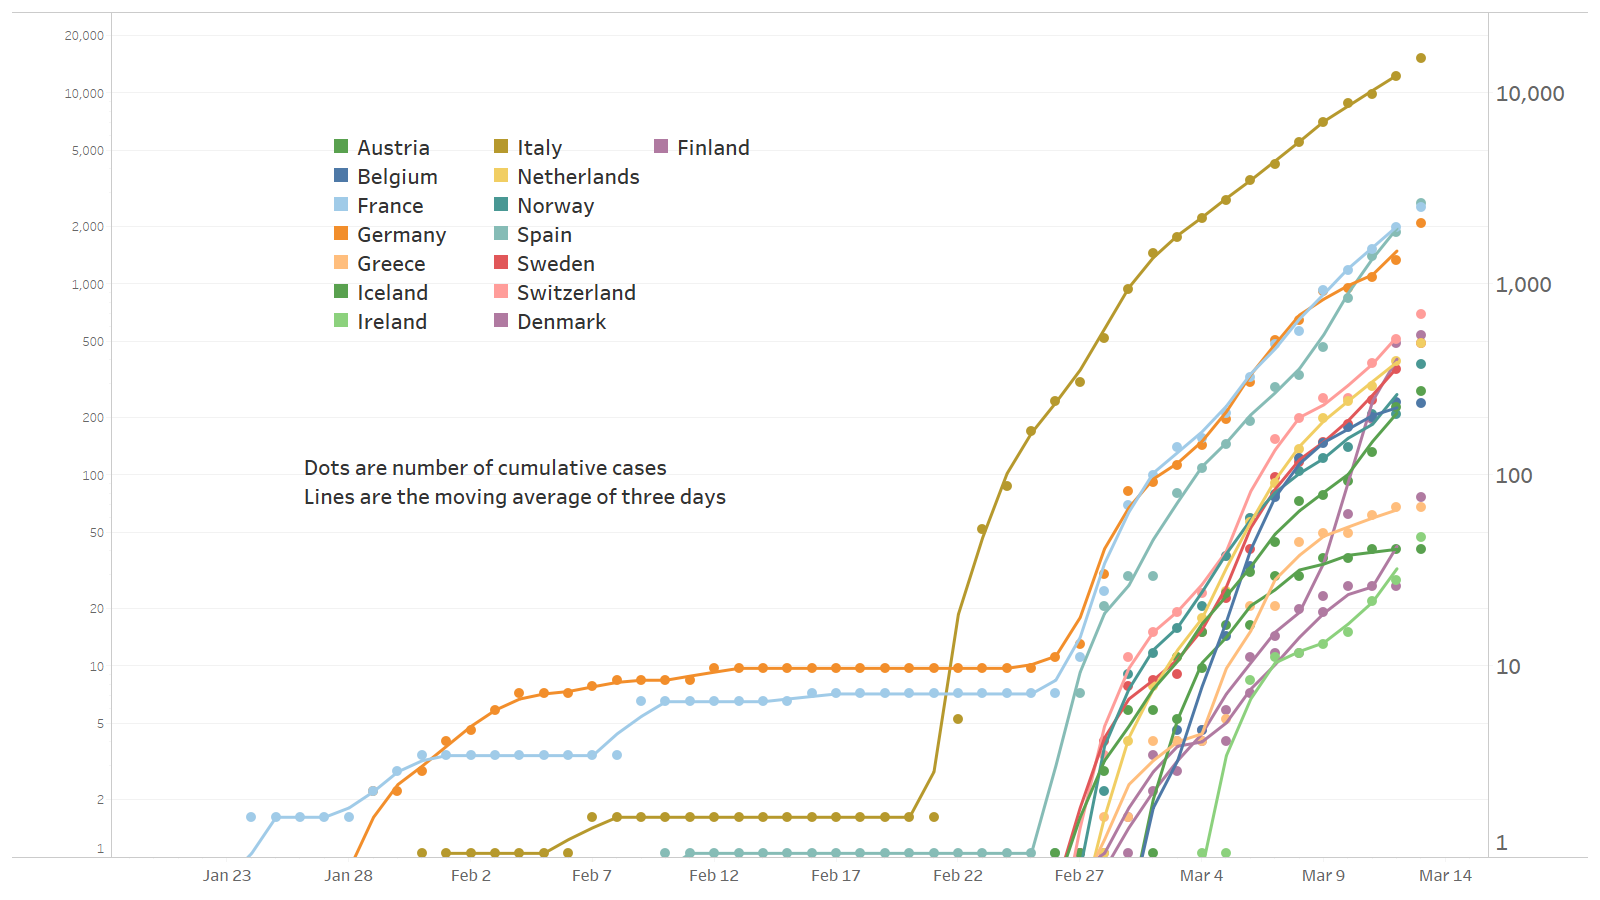 20,000
10,000
5,000
2,000
1,000
500
200
100
50
20
10
5
2
1
Austria
Belgium
France
Germany
Greece
Iceland
Ireland
Italy
Netherlands
Norway
Spain
Sweden
Switzerland
Denmark
Finland
Dots are number of cumulative cases
Lines are the moving average of three days
10,000
1,000
100
10
1
Jan 23
Jan 28
Feb 2
Feb 7
Feb 12
Feb 17
Feb 22
Feb 27
Mar 4
Mar 9
Mar 14